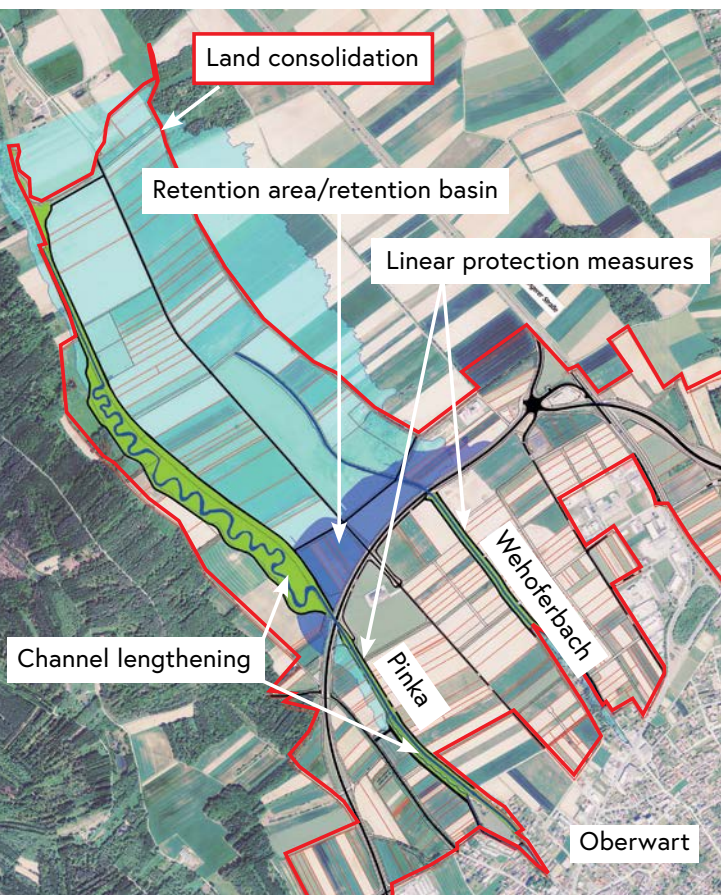 Land consolidation
Retention area/retention basin
Linear protection measures
Wehoferbach
Channel lengthening
Pinka
Oberwart